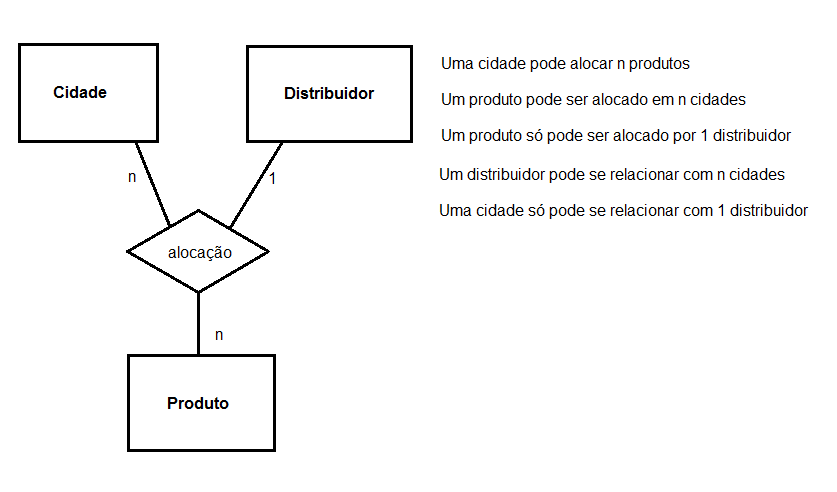 Cidade
Distribuidor
Uma cidade pode alocar n produtos
Um produto pode ser alocado em n cidades
Um produto só pode ser alocado por 1 distribuidor
Um distribuidor pode se relacionar com n cidades
Uma cidade só pode se relacionar com 1 distribuidor
n
1
alocação
n
Produto